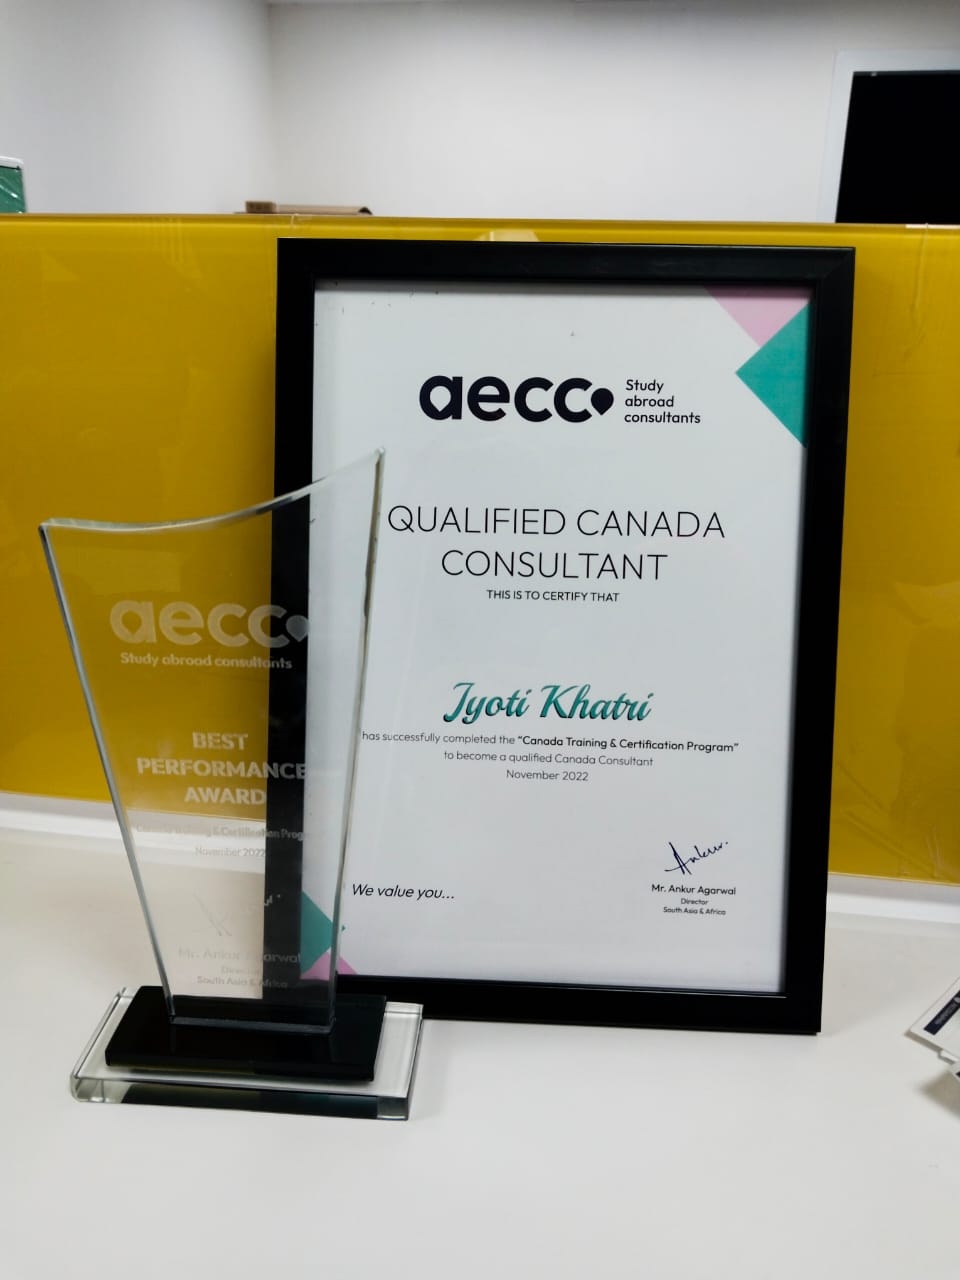 aecc
Study
abroad
consultants
QUALIFIED CANADA
CONSULTANT
THIS IS TO CERTIFY THAT
Jyoti Khatri
has successfully completed the “Canada Training & Certification Program”
to become a qualified Canada Consultant
November 2022
We value you...
Ankur.
Mr. Ankur Agarwal
Director
South Asia & Africa
aecc
Study abroad consultants
BEST
PERFORMANCE
AWARD
Canada Training & Certification
November 2022
Mr. Ankur Agarwal
Director
South Asia & Africa